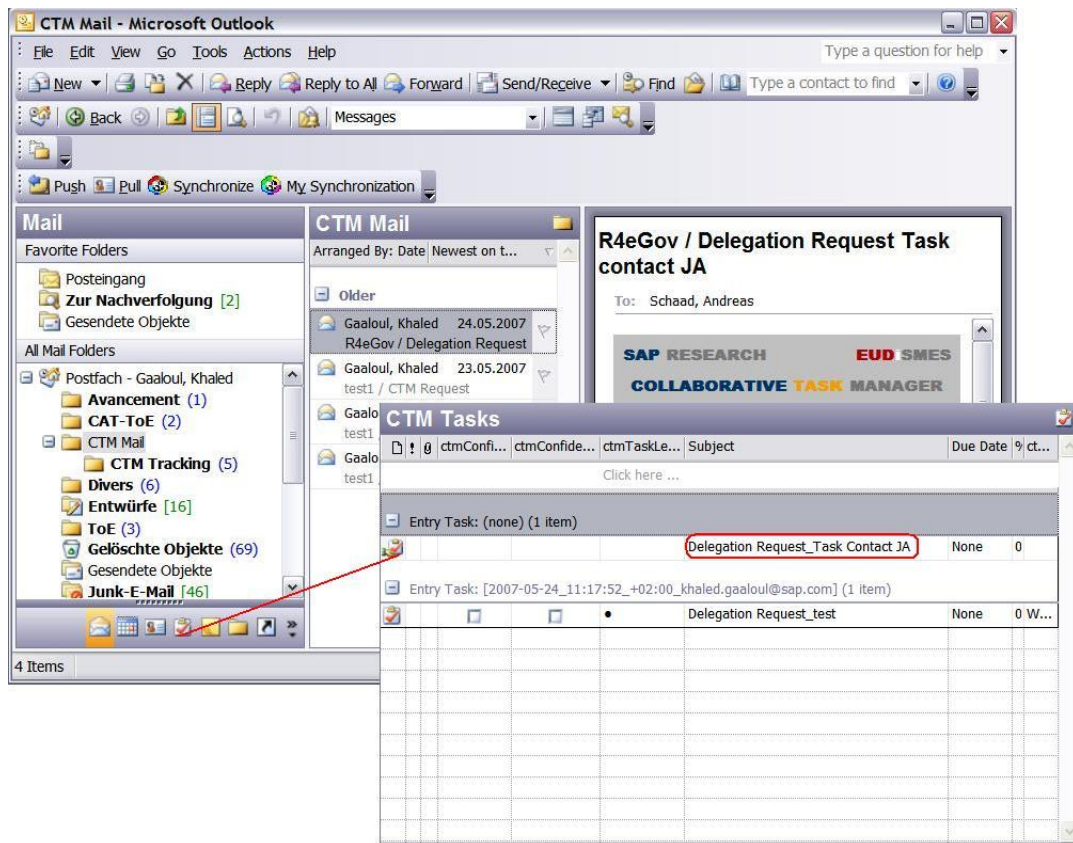 CTM Mail - Microsoft Outlook
File Edit View Go Tools Actions Help Type a question for help
New Reply Reply to All Forward Send/Receive Find Type a contact to find
Back Messages
Push Pull Synchronize My Synchronization
Mail
Favorite Folders
Posteingang
Zur Nachverfolgung [2]
Gesendete Objekte
All Mail Folders
Postfach - Gaaloul, Khaled
Avancement (1)
CAT-ToE (2)
CTM Mail
CTM Tracking (5)
Divers (6)
Entwürfe [16]
ToE (3)
Gelöschte Objekte (69)
Gesendete Objekte
Junk-E-Mail [46]
4 Items
CTM Mail
Arranged By: Date Newest on t...
Older
Gaaloul, Khaled 24.05.2007
R4eGov / Delegation Request
Gaaloul, Khaled 23.05.2007
test1 / CTM Request
Gaalo
test1
Gaalo
test1
R4eGov / Delegation Request Task
contact JA
To: Schaad, Andreas
SAP RESEARCH EUD SMES
COLLABORATIVE TASK MANAGER
CTM Tasks
ctmConfi... ctmConfide... ctmTaskLe... Subject Due Date % ct...
Click here ...
Entry Task: (none) (1 item)
Delegation Request_Task Contact JA None 0
Entry Task: [2007-05-24_11:17:52_+02:00_khaled.gaaloul@sap.com] (1 item)
Delegation Request_test None 0 W...